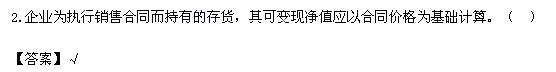 2.企业为执行销售合同而持有的存货，其可变现净值应以合同价格为基础计算。（　）
【答案】√